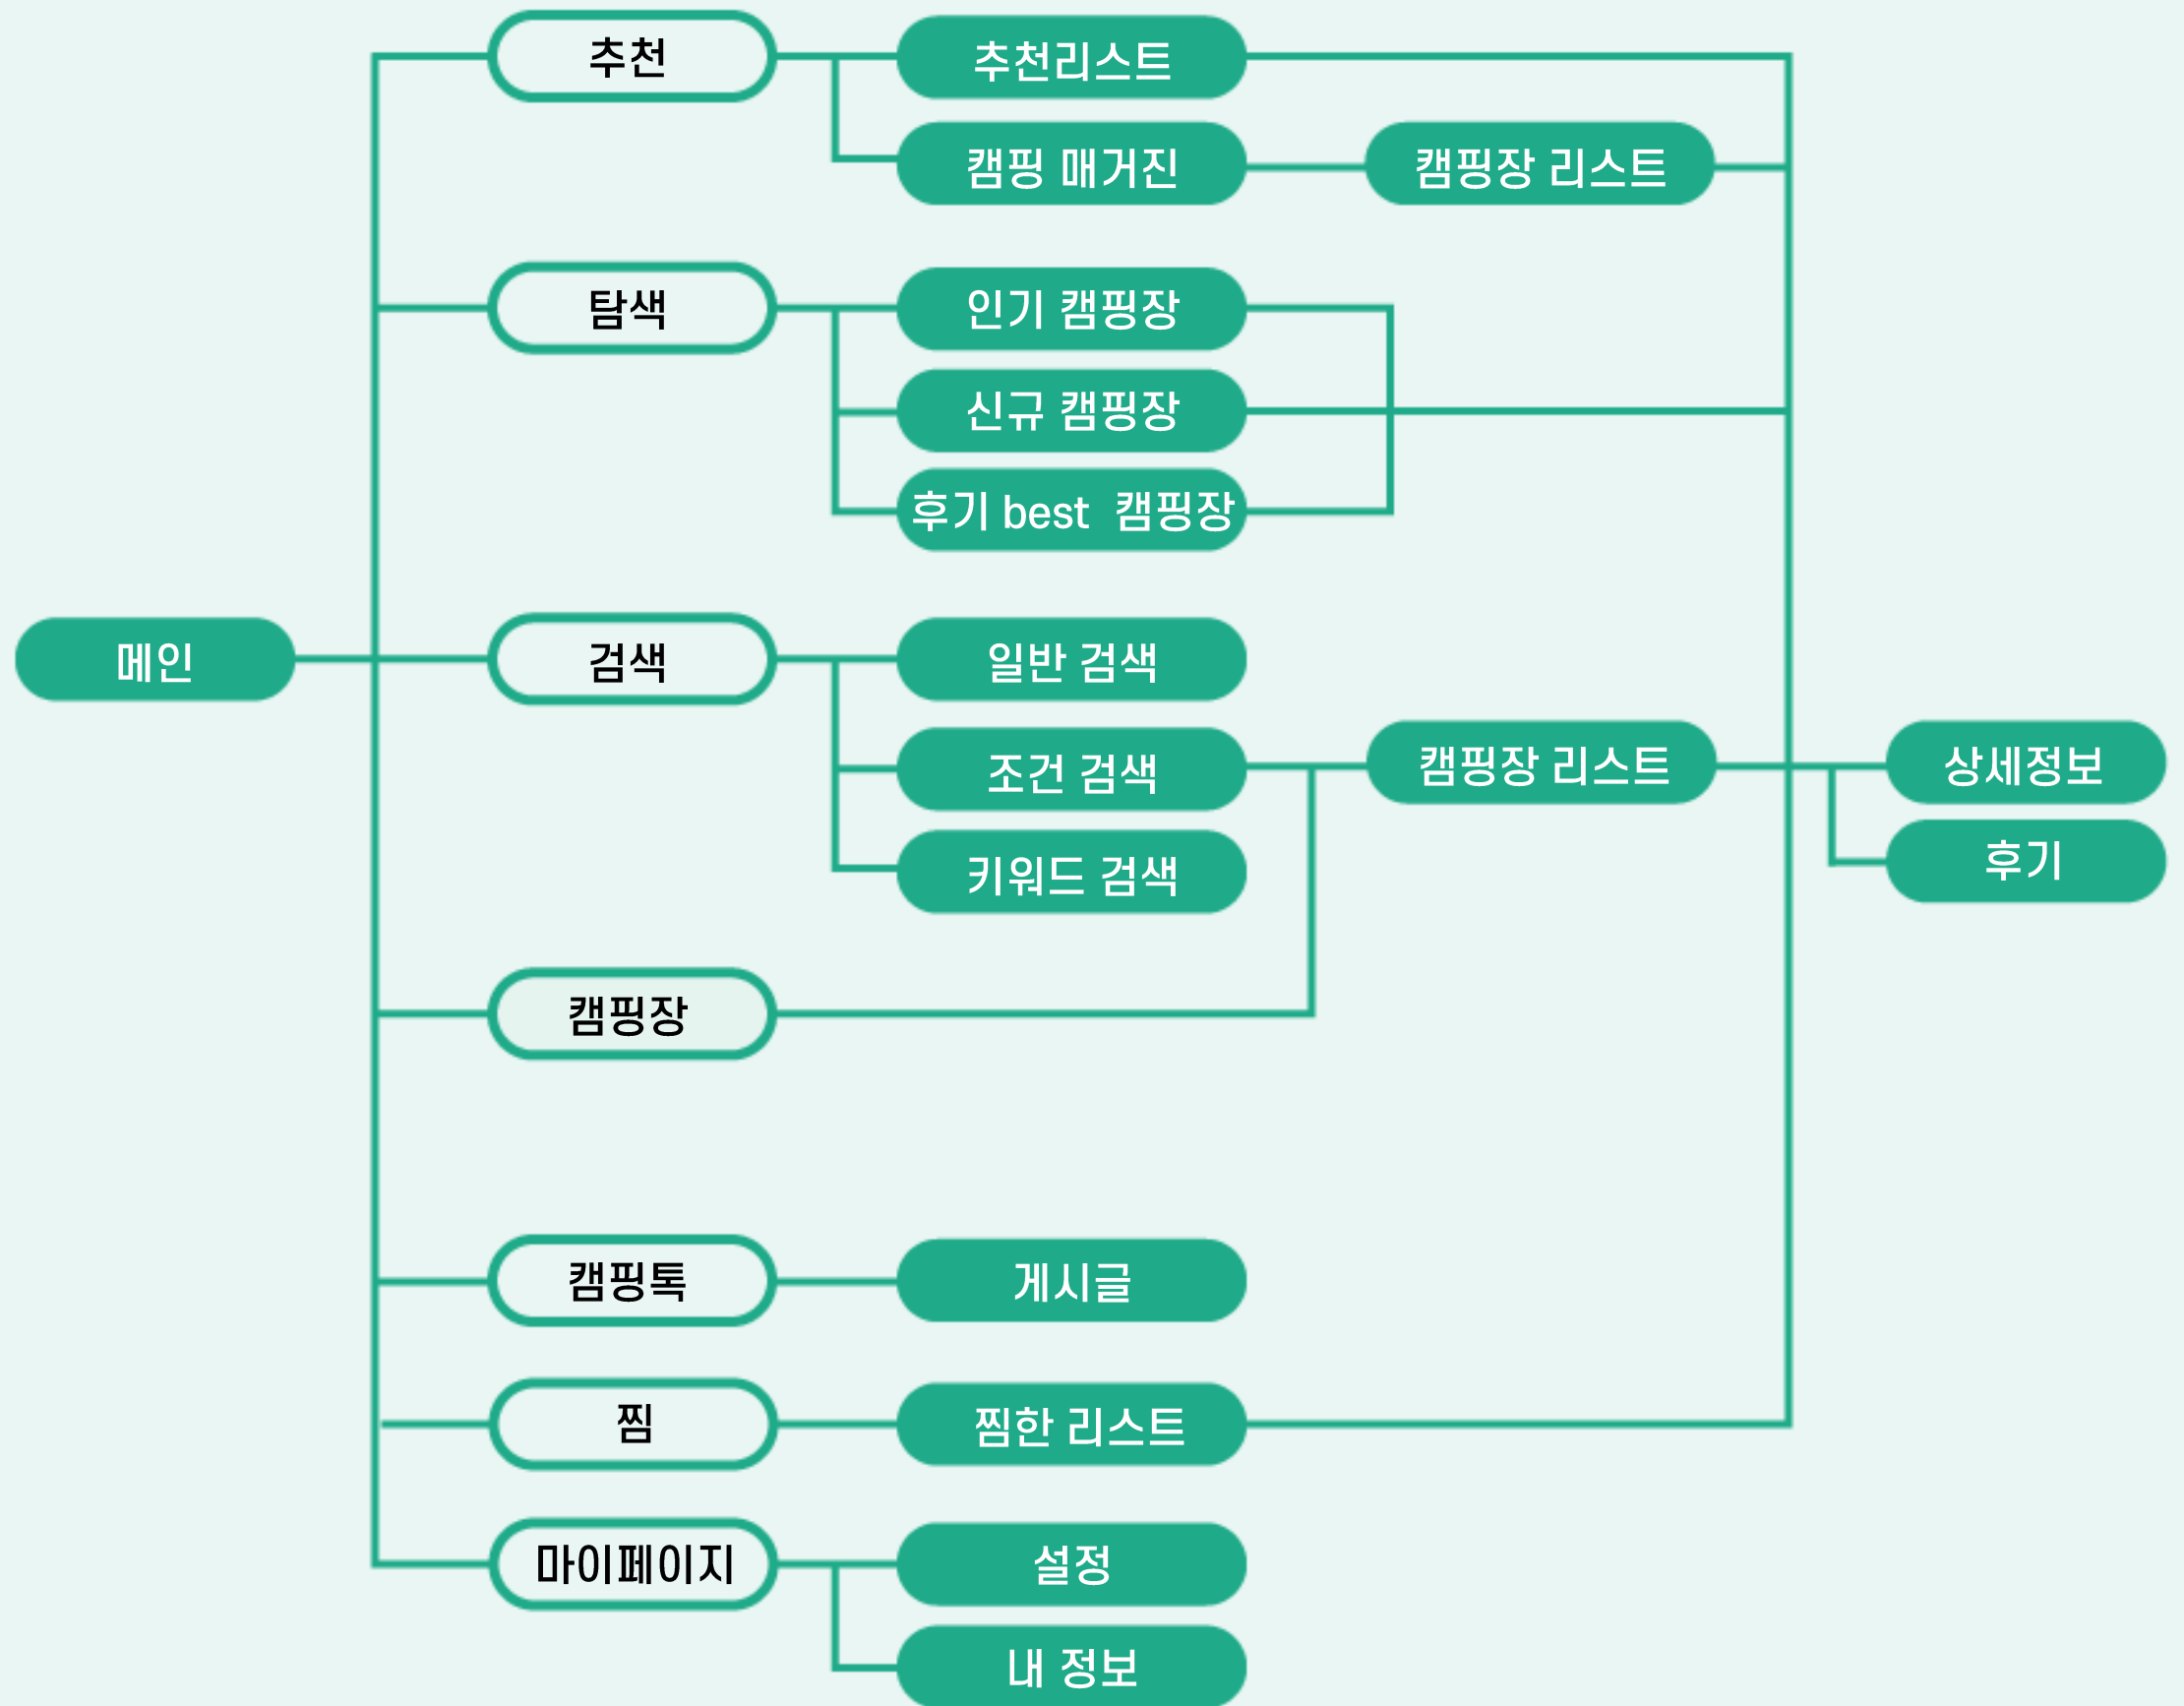 추천
추천리스트
캠핑 매거진
캠핑장 리스트
탐색
인기 캠핑장
신규 캠핑장
후기 best 캠핑장
메인
검색
일반 검색
조건 검색
키워드 검색
캠핑장 리스트
상세정보
후기
캠핑장
캠핑톡
게시글
찜
찜한 리스트
마이페이지
설정
내 정보